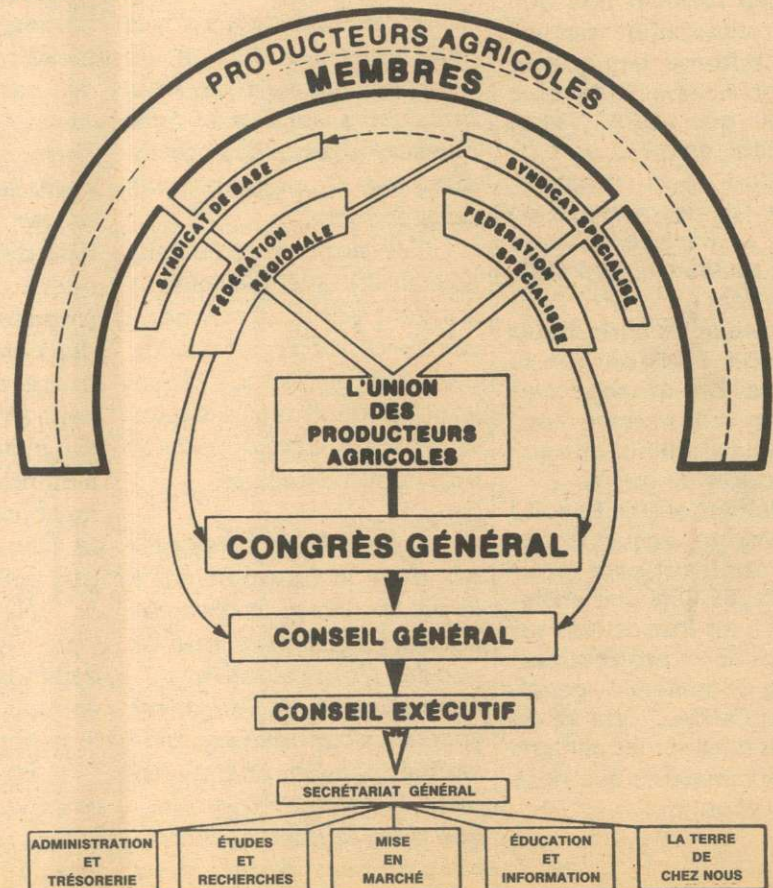 PRODUCTEURS AGRICOLES
MEMBRES
SYNDICAT DE BASE
FÉDÉRATION
RÉGIONALE
SYNDICAT SPÉCIALISÉ
FÉDÉRATION
SPÉCIALISÉE
L'UNION
DES
PRODUCTEURS
AGRICOLES
CONGRÈS GÉNÉRAL
CONSEIL GÉNÉRAL
CONSEIL EXÉCUTIF
SECRÉTARIAT GÉNÉRAL
ADMINISTRATION
ET
TRÉSORERIE
ÉTUDES
ET
RECHERCHES
MISE
EN
MARCHÉ
ÉDUCATION
ET
INFORMATION
LA TERRE
DE
CHEZ NOUS